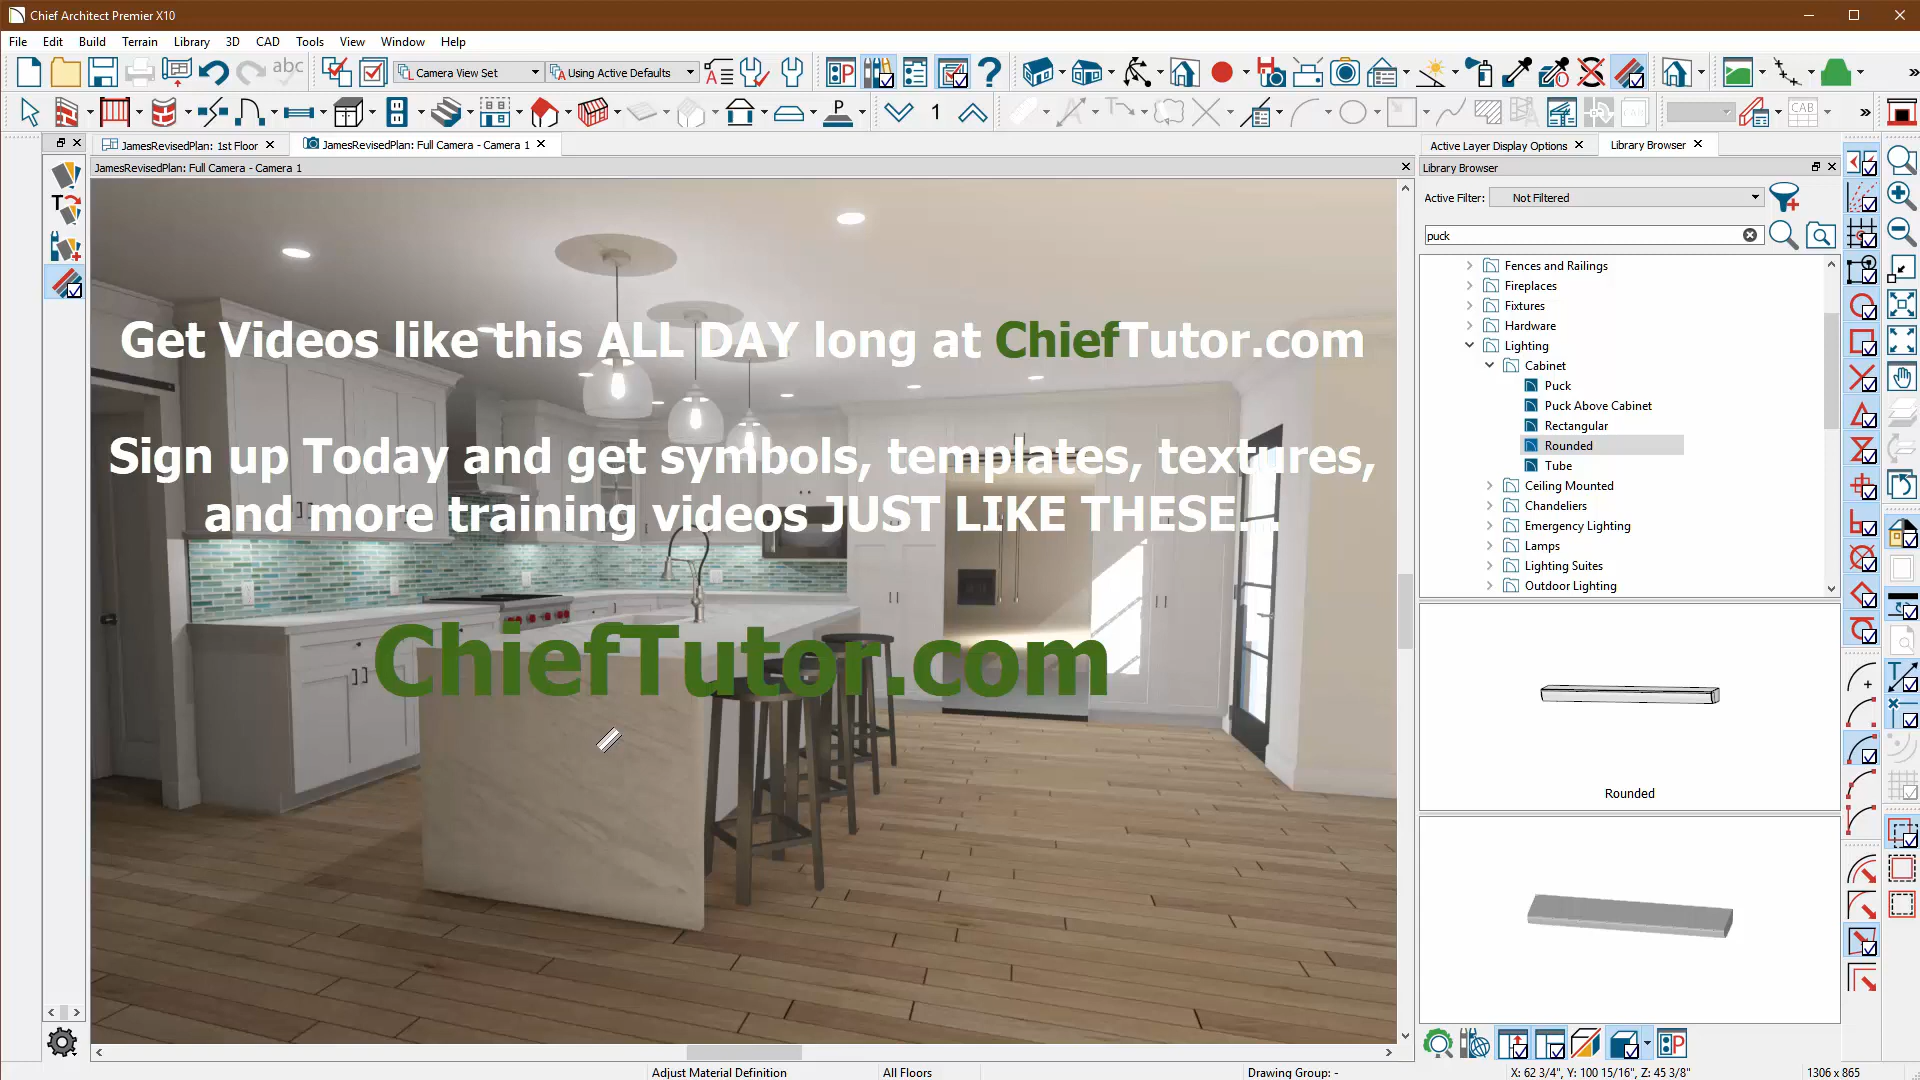 Chief Architect Premier X10
File Edit Build Terrain Library 3D CAD Tools View Window Help
abc Camera View Set Using Active Defaults
1
JamesRevisedPlan: 1st Floor JamesRevisedPlan: Full Camera - Camera 1 Active Layer Display Options Library Browser
JamesRevisedPlan: Full Camera - Camera 1
Library Browser
Active Filter: Not Filtered
puck
Fences and Railings
Fireplaces
Fixtures
Hardware
Lighting
Cabinet
Puck
Puck Above Cabinet
Rectangular
Rounded
Tube
Ceiling Mounted
Chandeliers
Emergency Lighting
Lamps
Lighting Suites
Outdoor Lighting
Rounded
Get Videos like this ALL DAY long at ChiefTutor.com
Sign up Today and get symbols, templates, textures,
and more training videos JUST LIKE THESE...
ChiefTutor.com
Adjust Material Definition All Floors Drawing Group: - X: 62 3/4", Y: 100 15/16", Z: 45 3/8" 1306 x 865